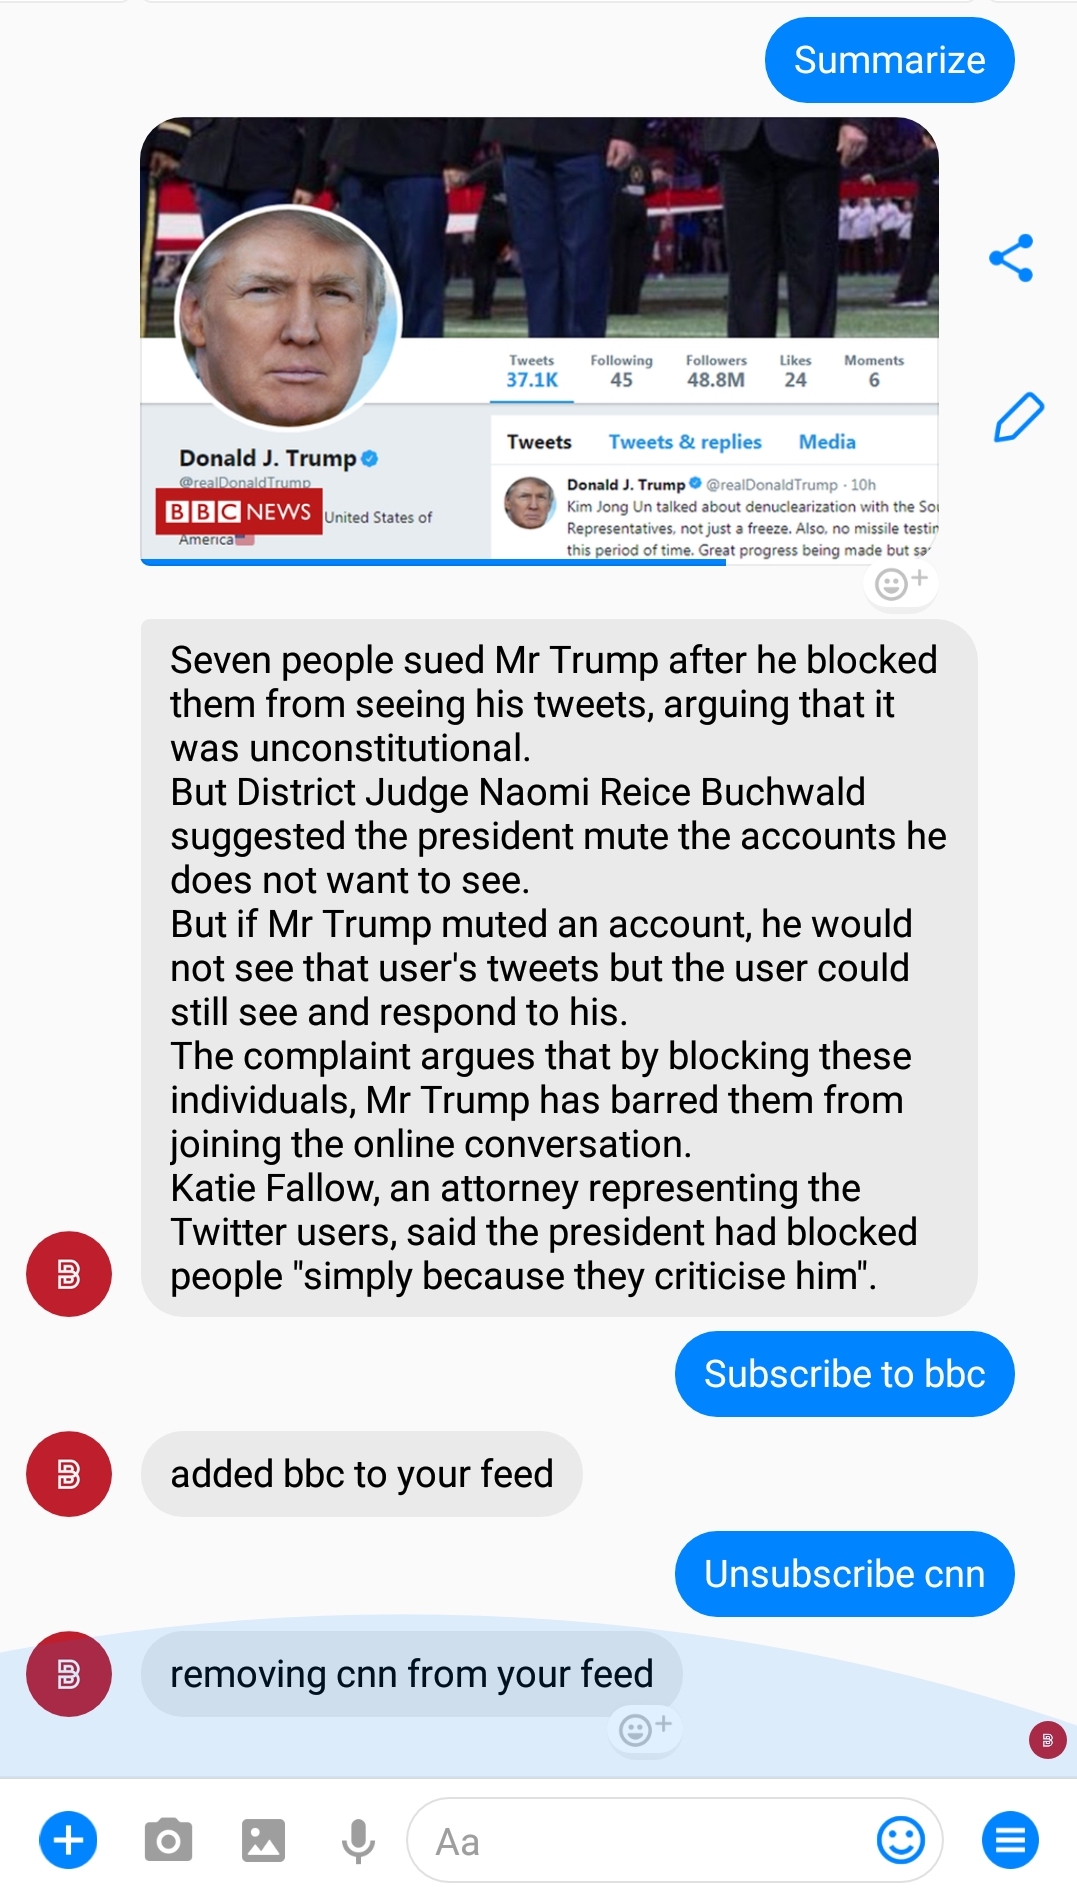 Summarize
Tweets Following Followers Likes Moments
37.1K 45 48.8M 24 6
Tweets Tweets & replies Media
Donald J. Trump
@realDonaldTrump
BBC NEWS United States of
America
Donald J. Trump @realDonaldTrump · 10h
Kim Jong Un talked about denuclearization with the
Representatives, not just a freeze. Also, no missile
this period of time. Great progress being made but
Seven people sued Mr Trump after he blocked
them from seeing his tweets, arguing that it
was unconstitutional.
But District Judge Naomi Reice Buchwald
suggested the president mute the accounts he
does not want to see.
But if Mr Trump muted an account, he would
not see that user's tweets but the user could
still see and respond to his.
The complaint argues that by blocking these
individuals, Mr Trump has barred them from
joining the online conversation.
Katie Fallow, an attorney representing the
Twitter users, said the president had blocked
people "simply because they criticise him".
B
Subscribe to bbc
B
added bbc to your feed
Unsubscribe cnn
B
removing cnn from your feed
B
Aa